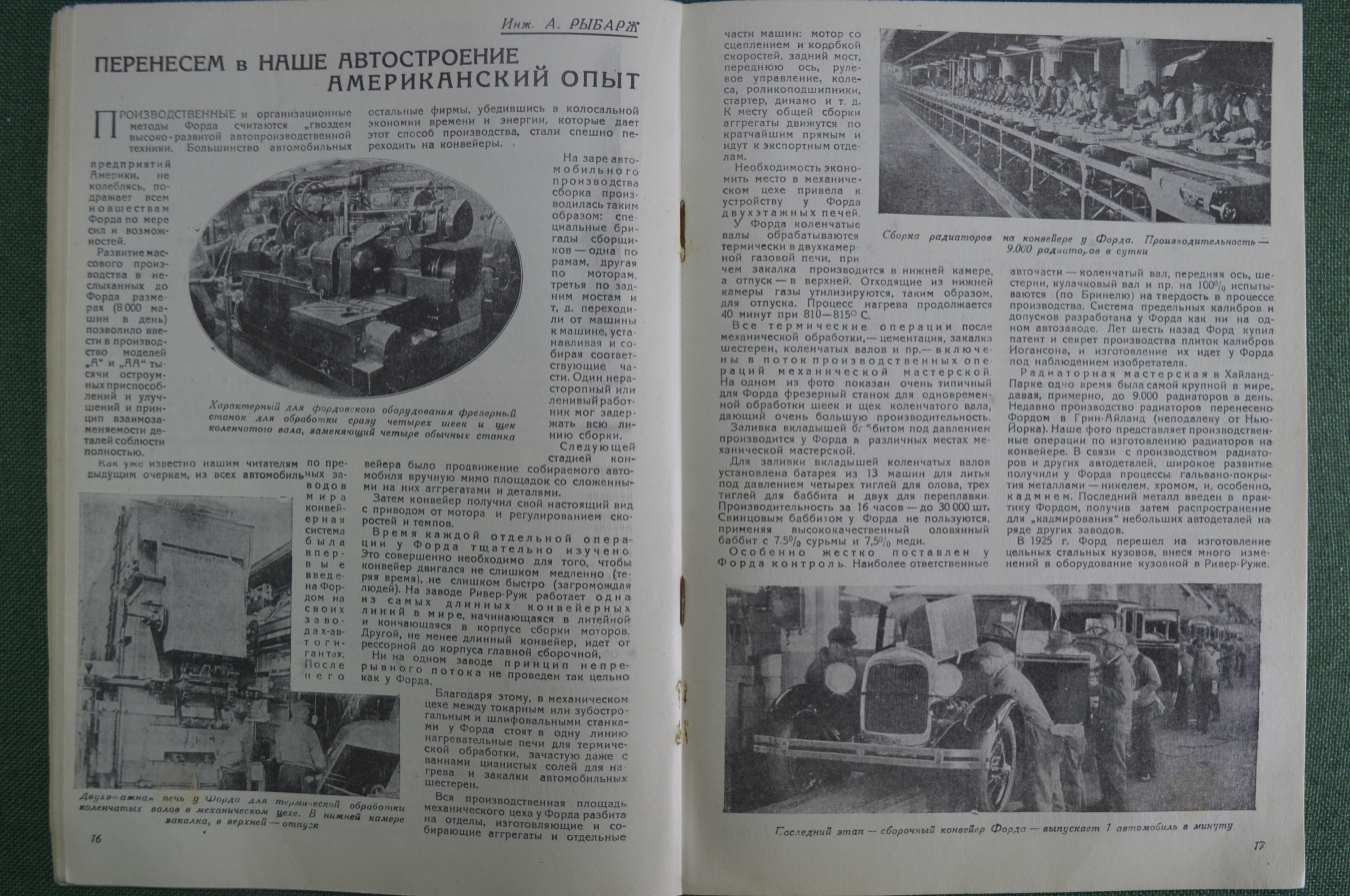 Инж. А. РЫБАРЖ
ПЕРЕНЕСЕМ в НАШЕ АВТОСТРОЕНИЕ
АМЕРИКАНСКИЙ ОПЫТ
ПРОИЗВОДСТВЕННЫЕ и организационные
методы Форда считаются „гвоздем
высоко-развитой автопроизводственной
техники. Большинство автомобильных
предприятий
Америки, не
колеблясь, по-
дражает всем
новшествам
Форда по мере
сил и возмож-
ностей.
Развитие мас-
сового произ-
водства в не-
слыханных до
Форда разме-
рах (8 000 ма-
шин в день)
позволило вве-
сти в производ-
ство моделей
„А" и „АА" ты-
сячи остроум-
ных приспособ-
лений и улуч-
шений и прин-
цип взаимоза-
меняемости де-
талей соблюсти
полностью.
Как уже известно нашим читателям по пре-
дыдущим очеркам, из всех автомобильных за-
водов
мира
конвей-
ерная
система
была
впер-
вые
введе-
на Фор-
дом на
своих
заво-
дах-ав-
тоги-
гантах.
После
него
остальные фирмы, убедившись в колосальной
экономии времени и энергии, которые дает
этот способ производства, стали спешно пе-
реходить на конвейеры.
На заре авто-
мобильного
производства
сборка произ-
водилась таким
образом: спе-
циальные бри-
гады сборщи-
ков — одна по
рамам, другая
по моторам,
третья по зад-
ним мостам и
т, д. переходи-
ли от машины
к машине, уста-
навливая и со-
бирая соответ-
ствующие ча-
сти. Один нера-
сторопный или
ленивый работ-
ник мог задер-
жать всю ли-
нию сборки.
Следующей
стадией кон-
вейера было продвижение собираемого авто-
мобиля вручную мимо площадок со сложенны-
ми на них аггрегатами и деталями.
Затем конвейер получил свой настоящий вид
с приводом от мотора и регулированием ско-
ростей и темпов.
Время каждой отдельной опера-
ции у Форда тщательно изучено.
Это совершенно необходимо для того, чтобы
конвейер двигался не слишком медленно (те-
ряя время), не слишком быстро (загромождая
людей). На заводе Ривер-Руж работает одна
из самых длинных конвейерных
линий в мире, начинающаяся в литейной
и кончающаяся в корпусе сборки моторов.
Другой, не менее длинный конвейер, идет от
рессорной до корпуса главной сборочной,
Ни на одном заводе принцип непре-
рывного потока не проведен так цельно
как у Форда.
Благодаря этому, в механическом
цехе между токарным или зубостро-
гальным и шлифовальными станка-
ми у Форда стоят в одну линию
нагревательные печи для термиче-
ской обработки, зачастую даже с
ваннами цианистых солей для на-
грева и закалки автомобильных
шестерен.
Вся производственная площадь
механического цеха у Форда разбита
на отделы, изготовляющие и со-
бирающие аггрегаты и отдельные
Характерный для фордовского оборудования фрезерный
станок для обработки сразу четырех шеек и щек
коленчатого вала, заменяющий четыре обычных станка
Двухэтажная печь у Форда для термической обработки
коленчатых валов в механическом цехе. В нижней камере
закалка, в верхней — отпуск
16
части машин: мотор со
сцеплением и коробкой
скоростей, задний мост,
переднюю ось, руле-
вое управление, коле-
са, роликоподшипники,
стартер, динамо и т. д.
К месту общей сборки
аггрегаты движутся по
кратчайшим прямым и
идут к экспортным отде-
лам.
Необходимость эконо-
мить место в механиче-
ском цехе привела к
устройству у Форда
двухэтажных печей.
У Форда коленчатые
валы обрабатываются
термически в двухкамер-
ной газовой печи, при
чем закалка производится в нижней камере,
а отпуск — в верхней. Отходящие из нижней
камеры газы утилизируются, таким образом,
для отпуска. Процесс нагрева продолжается
40 минут при 810—815° С.
Все термические операции после
механической обработки,— цементация, закалка
шестерен, коленчатых валов и пр.— включе-
ны в поток производственных опе-
раций механической мастерской.
На одном из фото показан очень типичный
для Форда фрезерный станок для одновремен-
ной обработки шеек и щек коленчатого вала,
дающий очень большую производительность.
Заливка вкладышей баббитом под давлением
производится у Форда в различных местах ме-
ханической мастерской.
Для заливки вкладышей коленчатых валов
установлена батарея из 13 машин для литья
под давлением четырех тиглей для олова, трех
тиглей для баббита и двух для переплавки.
Производительность за 16 часов — до 30 000 шт.
Свинцовым баббитом у Форда не пользуются,
применяя высококачественный оловянный
баббит с 7.5% сурьмы и 7,5% меди.
Особенно жестко поставлен у
Форда контроль. Наиболее ответственные
Сборка радиаторов на конвейере у Форда. Производительность —
9.000 радиаторов в сутки
авточасти — коленчатый вал, передняя ось, ше-
стерни, кулачковый вал и пр. на 100% испыты-
ваются (по Бринелю) на твердость в процессе
производства. Система предельных калибров и
допусков разработана у Форда как ни на од-
ном автозаводе. Лет шесть назад Форд купил
патент и секрет производства плиток калибров
Иогансона, и изготовление их идет у Форда
под наблюдением изобретателя.
Радиаторная мастерская в Хайланд-
Парке одно время была самой крупной в мире,
давая, примерно, до 9.000 радиаторов в день.
Недавно производство радиаторов перенесено
Фордом в Грин-Айланд (неподалеку от Нью-
Йорка). Наше фото представляет производствен-
ные операции по изготовлению радиаторов на
конвейере. В связи с производством радиато-
ров и других автодеталей, широкое развитие
получили у Форда процессы гальвано-покры-
тия металлами — никелем, хромом, и, особенно,
кадмием. Последний металл введен в прак-
тику Фордом, получив затем распространение
для „кадмирования" небольших автодеталей на
ряде других заводов.
В 1925 г. Форд перешел на изготовление
цельных стальных кузовов, внеся много изме-
нений в оборудование кузовной в Ривер-Руже.
Последний этап — сборочный конвейер Форда — выпускает 1 автомобиль в минуту
17